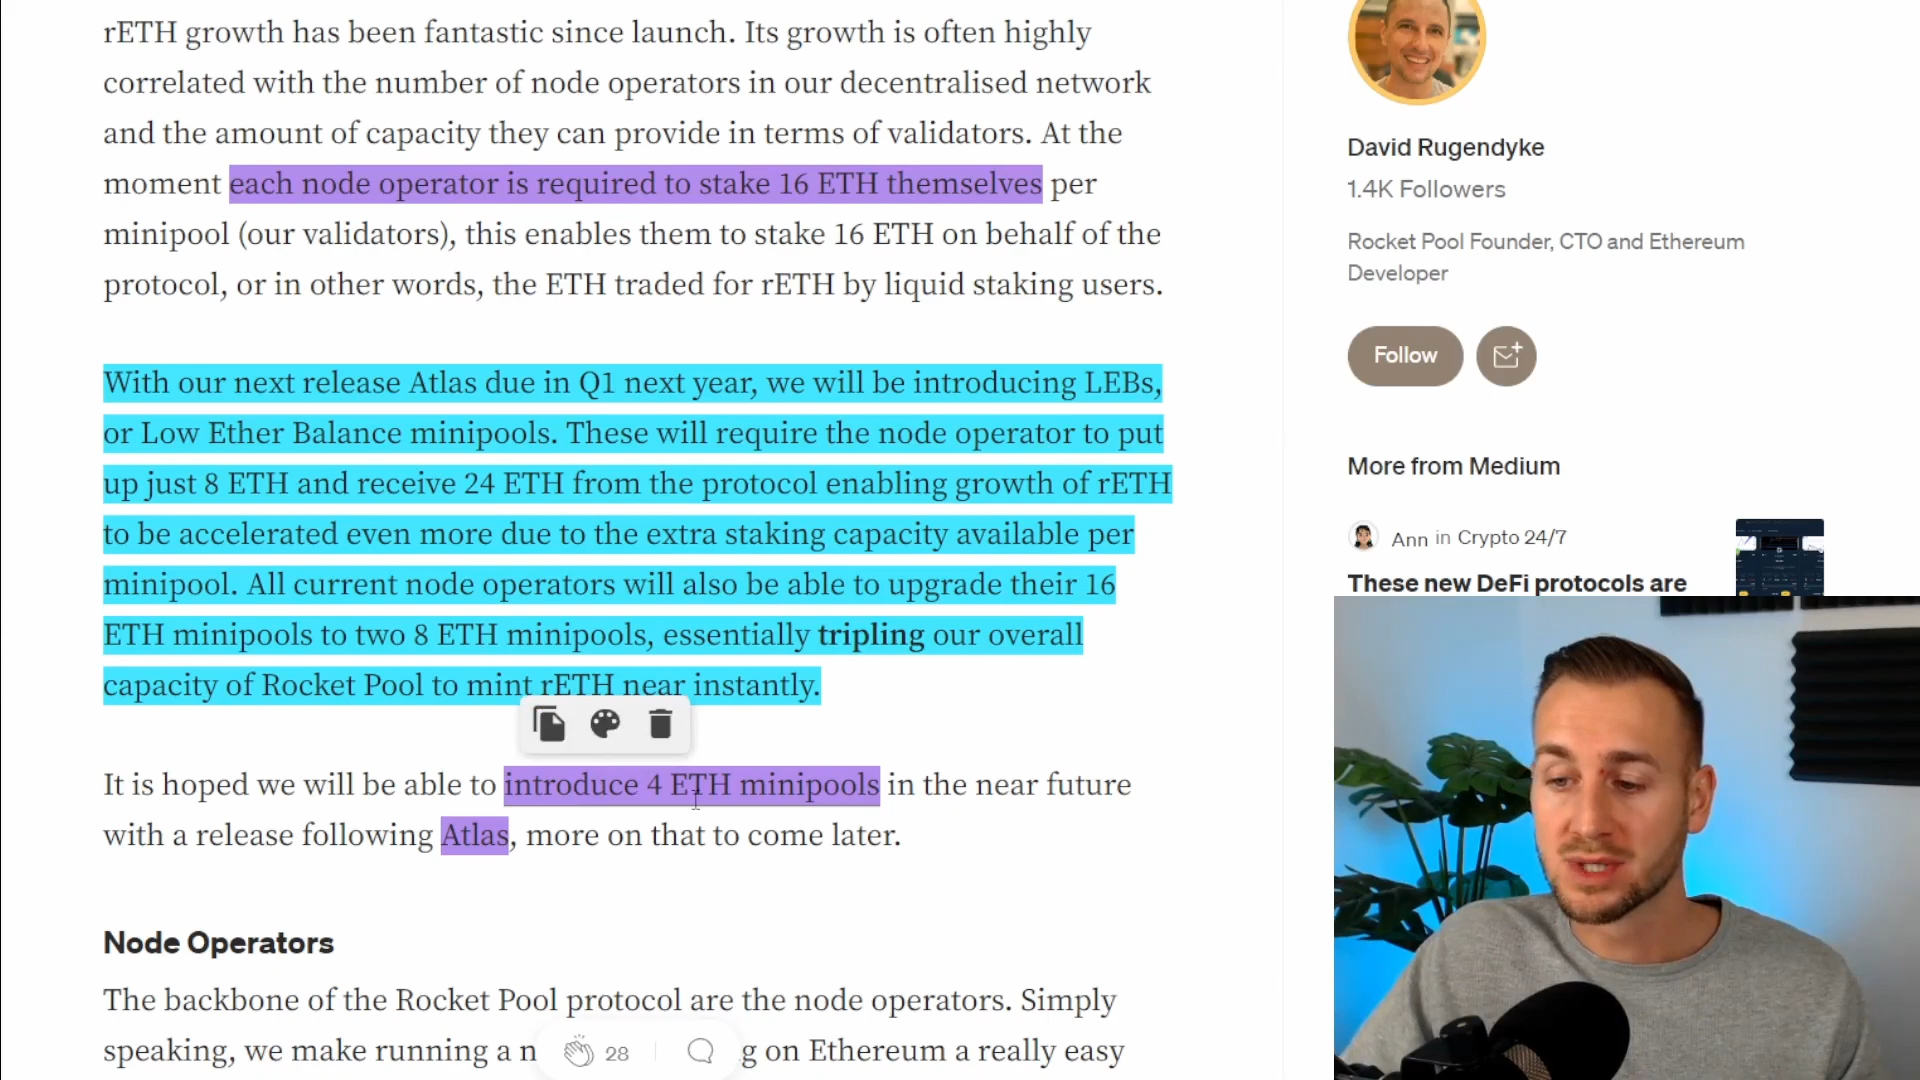 rETH growth has been fantastic since launch. Its growth is often highly
correlated with the number of node operators in our decentralised network
and the amount of capacity they can provide in terms of validators. At the
moment each node operator is required to stake 16 ETH themselves per
minipool (our validators), this enables them to stake 16 ETH on behalf of the
protocol, or in other words, the ETH traded for rETH by liquid staking users.
With our next release Atlas due in Q1 next year, we will be introducing LEBs,
or Low Ether Balance minipools. These will require the node operator to put
up just 8 ETH and receive 24 ETH from the protocol enabling growth of rETH
to be accelerated even more due to the extra staking capacity available per
minipool. All current node operators will also be able to upgrade their 16
ETH minipools to two 8 ETH minipools, essentially tripling our overall
capacity of Rocket Pool to mint rETH near instantly.
It is hoped we will be able to introduce 4 ETH minipools in the near future
with a release following Atlas, more on that to come later.
Node Operators
The backbone of the Rocket Pool protocol are the node operators. Simply
speaking, we make running a n g on Ethereum a really easy
28
David Rugendyke
1.4K Followers
Rocket Pool Founder, CTO and Ethereum
Developer
Follow
More from Medium
Ann in Crypto 24/7
These new DeFi protocols are